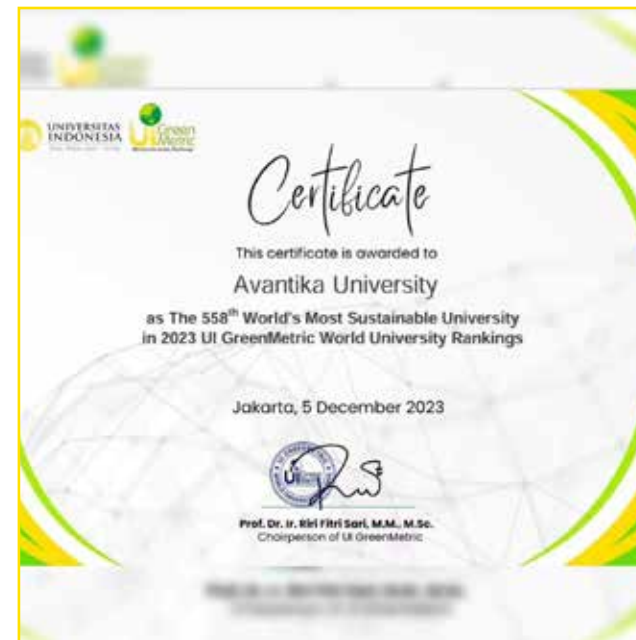 UNIVERSITAS
INDONESIA
UI Green
Metric
Certificate
This certificate is awarded to
Avantika University
as The 558th World's Most Sustainable University
in 2023 UI GreenMetric World University Rankings
Jakarta, 5 December 2023
UI
Prof. Dr. Ir. Riri Fitri Sari, M.M., M.Sc.
Chairperson of UI GreenMetric